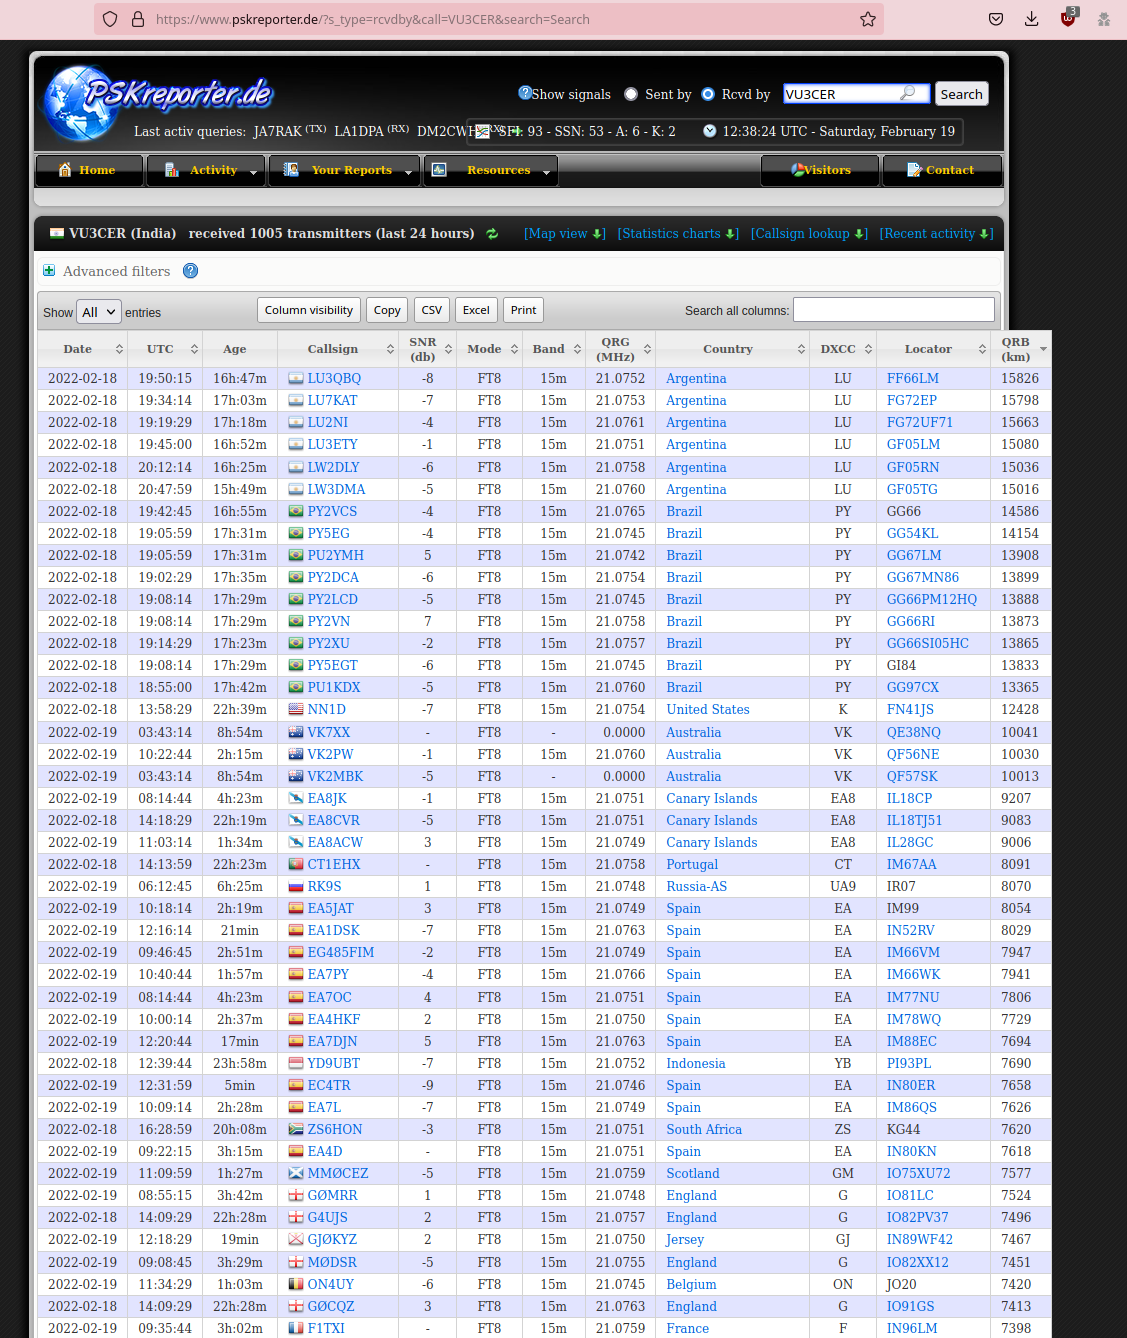 https://www.pskreporter.de/?s_type=rcvdby&call=VU3CER&search=Search
3
PSKreporter.de
Show signals Sent by Rcvd by VU3CER Search
Last activ queries: JA7RAK (TX) LA1DPA (RX) DM2CWH (RX) SFI: 93 - SSN: 53 - A: 6 - K: 2 12:38:24 UTC - Saturday, February 19
Home Activity Your Reports Resources Visitors Contact
VU3CER (India) received 1005 transmitters (last 24 hours) [Map view] [Statistics charts] [Callsign lookup] [Recent activity]
Advanced filters
Show All entries Column visibility Copy CSV Excel Print Search all columns:
Date UTC Age Callsign SNR (db) Mode Band QRG (MHz) Country DXCC Locator QRB (km)
2022-02-18 19:50:15 16h:47m LU3QBQ -8 FT8 15m 21.0752 Argentina LU FF66LM 15826
2022-02-18 19:34:14 17h:03m LU7KAT -7 FT8 15m 21.0753 Argentina LU FG72EP 15798
2022-02-18 19:19:29 17h:18m LU2NI -4 FT8 15m 21.0761 Argentina LU FG72UF71 15663
2022-02-18 19:45:00 16h:52m LU3ETY -1 FT8 15m 21.0751 Argentina LU GF05LM 15080
2022-02-18 20:12:14 16h:25m LW2DLY -6 FT8 15m 21.0758 Argentina LU GF05RN 15036
2022-02-18 20:47:59 15h:49m LW3DMA -5 FT8 15m 21.0760 Argentina LU GF05TG 15016
2022-02-18 19:42:45 16h:55m PY2VCS -4 FT8 15m 21.0765 Brazil PY GG66 14586
2022-02-18 19:05:59 17h:31m PY5EG -4 FT8 15m 21.0745 Brazil PY GG54KL 14154
2022-02-18 19:05:59 17h:31m PU2YMH 5 FT8 15m 21.0742 Brazil PY GG67LM 13908
2022-02-18 19:02:29 17h:35m PY2DCA -6 FT8 15m 21.0754 Brazil PY GG67MN86 13899
2022-02-18 19:08:14 17h:29m PY2LCD -5 FT8 15m 21.0745 Brazil PY GG66PM12HQ 13888
2022-02-18 19:08:14 17h:29m PY2VN 7 FT8 15m 21.0758 Brazil PY GG66RI 13873
2022-02-18 19:14:29 17h:23m PY2XU -2 FT8 15m 21.0757 Brazil PY GG66SI05HC 13865
2022-02-18 19:08:14 17h:29m PY5EGT -6 FT8 15m 21.0745 Brazil PY GI84 13833
2022-02-18 18:55:00 17h:42m PU1KDX -5 FT8 15m 21.0760 Brazil PY GG97CX 13365
2022-02-18 13:58:29 22h:39m NN1D -7 FT8 15m 21.0754 United States K FN41JS 12428
2022-02-19 03:43:14 8h:54m VK7XX - FT8 - 0.0000 Australia VK QE38NQ 10041
2022-02-19 10:22:44 2h:15m VK2PW -1 FT8 15m 21.0760 Australia VK QF56NE 10030
2022-02-19 03:43:14 8h:54m VK2MBK -5 FT8 - 0.0000 Australia VK QF57SK 10013
2022-02-19 08:14:44 4h:23m EA8JK -1 FT8 15m 21.0751 Canary Islands EA8 IL18CP 9207
2022-02-18 14:18:29 22h:19m EA8CVR -5 FT8 15m 21.0751 Canary Islands EA8 IL18TJ51 9083
2022-02-19 11:03:14 1h:34m EA8ACW 3 FT8 15m 21.0749 Canary Islands EA8 IL28GC 9006
2022-02-18 14:13:59 22h:23m CT1EHX - FT8 15m 21.0758 Portugal CT IM67AA 8091
2022-02-19 06:12:45 6h:25m RK9S 1 FT8 15m 21.0748 Russia-AS UA9 IR07 8070
2022-02-19 10:18:14 2h:19m EA5JAT 3 FT8 15m 21.0749 Spain EA IM99 8054
2022-02-19 12:16:14 21min EA1DSK -7 FT8 15m 21.0763 Spain EA IN52RV 8029
2022-02-19 09:46:45 2h:51m EG485FIM -2 FT8 15m 21.0749 Spain EA IM66VM 7947
2022-02-19 10:40:44 1h:57m EA7PY -4 FT8 15m 21.0766 Spain EA IM66WK 7941
2022-02-19 08:14:44 4h:23m EA7OC 4 FT8 15m 21.0751 Spain EA IM77NU 7806
2022-02-19 10:00:14 2h:37m EA4HKF 2 FT8 15m 21.0750 Spain EA IM78WQ 7729
2022-02-19 12:20:44 17min EA7DJN 5 FT8 15m 21.0763 Spain EA IM88EC 7694
2022-02-18 12:39:44 23h:58m YD9UBT -7 FT8 15m 21.0752 Indonesia YB PI93PL 7690
2022-02-19 12:31:59 5min EC4TR -9 FT8 15m 21.0746 Spain EA IN80ER 7658
2022-02-19 10:09:14 2h:28m EA7L -7 FT8 15m 21.0749 Spain EA IM86QS 7626
2022-02-18 16:28:59 20h:08m ZS6HON -3 FT8 15m 21.0751 South Africa ZS KG44 7620
2022-02-19 09:22:15 3h:15m EA4D - FT8 15m 21.0751 Spain EA IN80KN 7618
2022-02-19 11:09:59 1h:27m MMØCEZ -5 FT8 15m 21.0759 Scotland GM IO75XU72 7577
2022-02-19 08:55:15 3h:42m GØMRR 1 FT8 15m 21.0748 England G IO81LC 7524
2022-02-18 14:09:29 22h:28m G4UJS 2 FT8 15m 21.0757 England G IO82PV37 7496
2022-02-19 12:18:29 19min GJØKYZ 2 FT8 15m 21.0750 Jersey GJ IN89WF42 7467
2022-02-19 09:08:45 3h:29m MØDSR -5 FT8 15m 21.0755 England G IO82XX12 7451
2022-02-19 11:34:29 1h:03m ON4UY -6 FT8 15m 21.0745 Belgium ON JO20 7420
2022-02-18 14:09:29 22h:28m GØCQZ 3 FT8 15m 21.0763 England G IO91GS 7413
2022-02-19 09:35:44 3h:02m F1TXI - FT8 15m 21.0759 France F IN96LM 7398